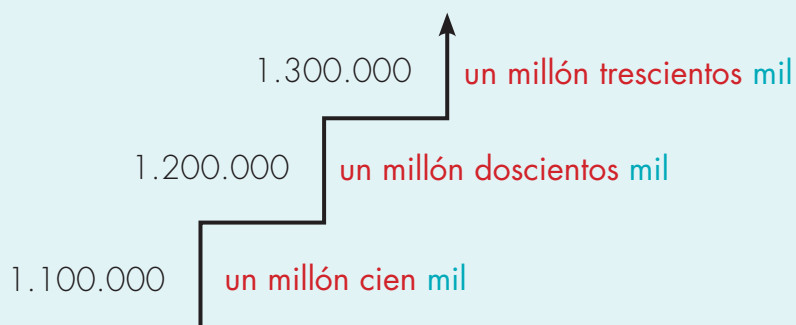 1.300.000 un millón trescientos mil
1.200.000 un millón doscientos mil
1.100.000 un millón cien mil